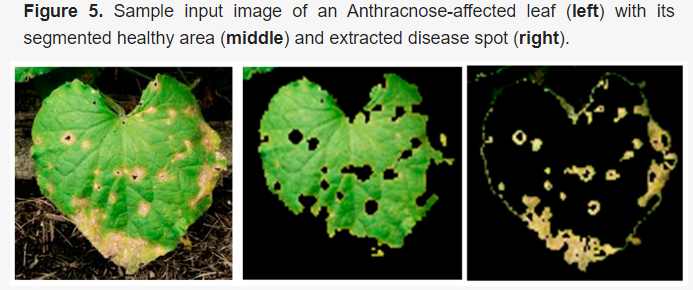 Figure 5. Sample input image of an Anthracnose-affected leaf (left) with its
segmented healthy area (middle) and extracted disease spot (right).